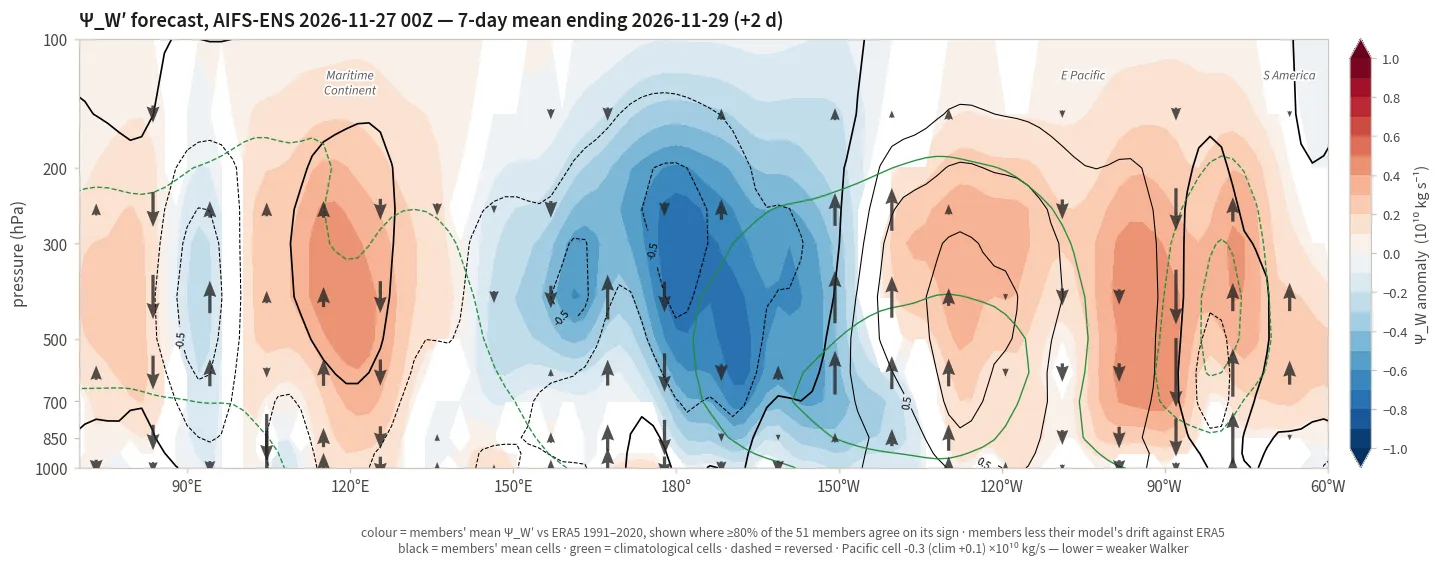 Ψ_W′ forecast, AIFS-ENS 2026-11-27 00Z — 7-day mean ending 2026-11-29 (+2 d)
100
200
300
400
500
700
850
1000
pressure (hPa)
Maritime
Continent
E Pacific
S America
-0.5
-0.5
-0.5
0.5
0.5
90°E
120°E
150°E
180°
150°W
120°W
90°W
60°W
1.0
0.8
0.6
0.4
0.2
0.0
−0.2
−0.4
−0.6
−0.8
−1.0
Ψ_W anomaly (10¹⁰ kg s⁻¹)
colour = members' mean Ψ_W′ vs ERA5 1991–2020, shown where ≥80% of the 51 members agree on its sign · members less their model's drift against ERA5
black = members' mean cells · green = climatological cells · dashed = reversed · Pacific cell -0.3 (clim +0.1) ×10¹⁰ kg/s — lower = weaker Walker